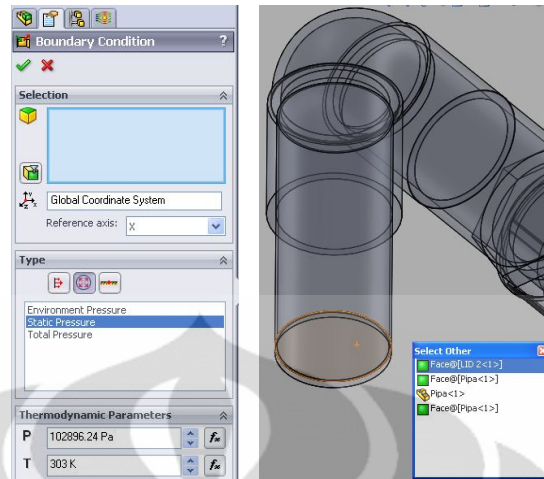 Boundary Condition ?
Selection
Global Coordinate System
Reference axis: X
Type
Environment Pressure
Static Pressure
Total Pressure
Thermodynamic Parameters
P 102896.24 Pa
T 303 K
Select Other
Face@[LID 2<1>]
Face@[Pipa<1>]
Pipa<1>
Face@[Pipa<1>]